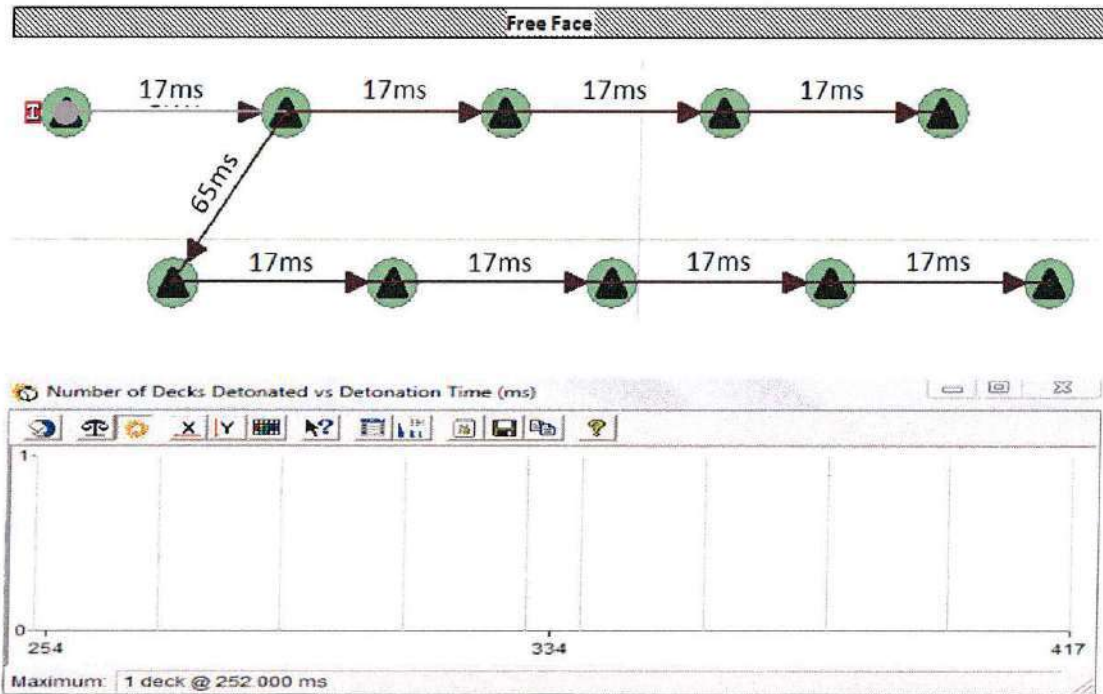 Free Face
17ms 17ms 17ms 17ms
65ms
17ms 17ms 17ms 17ms
Number of Decks Detonated vs Detonation Time (ms)
X Y
1
0
254 334 417
Maximum: 1 deck @ 252.000 ms